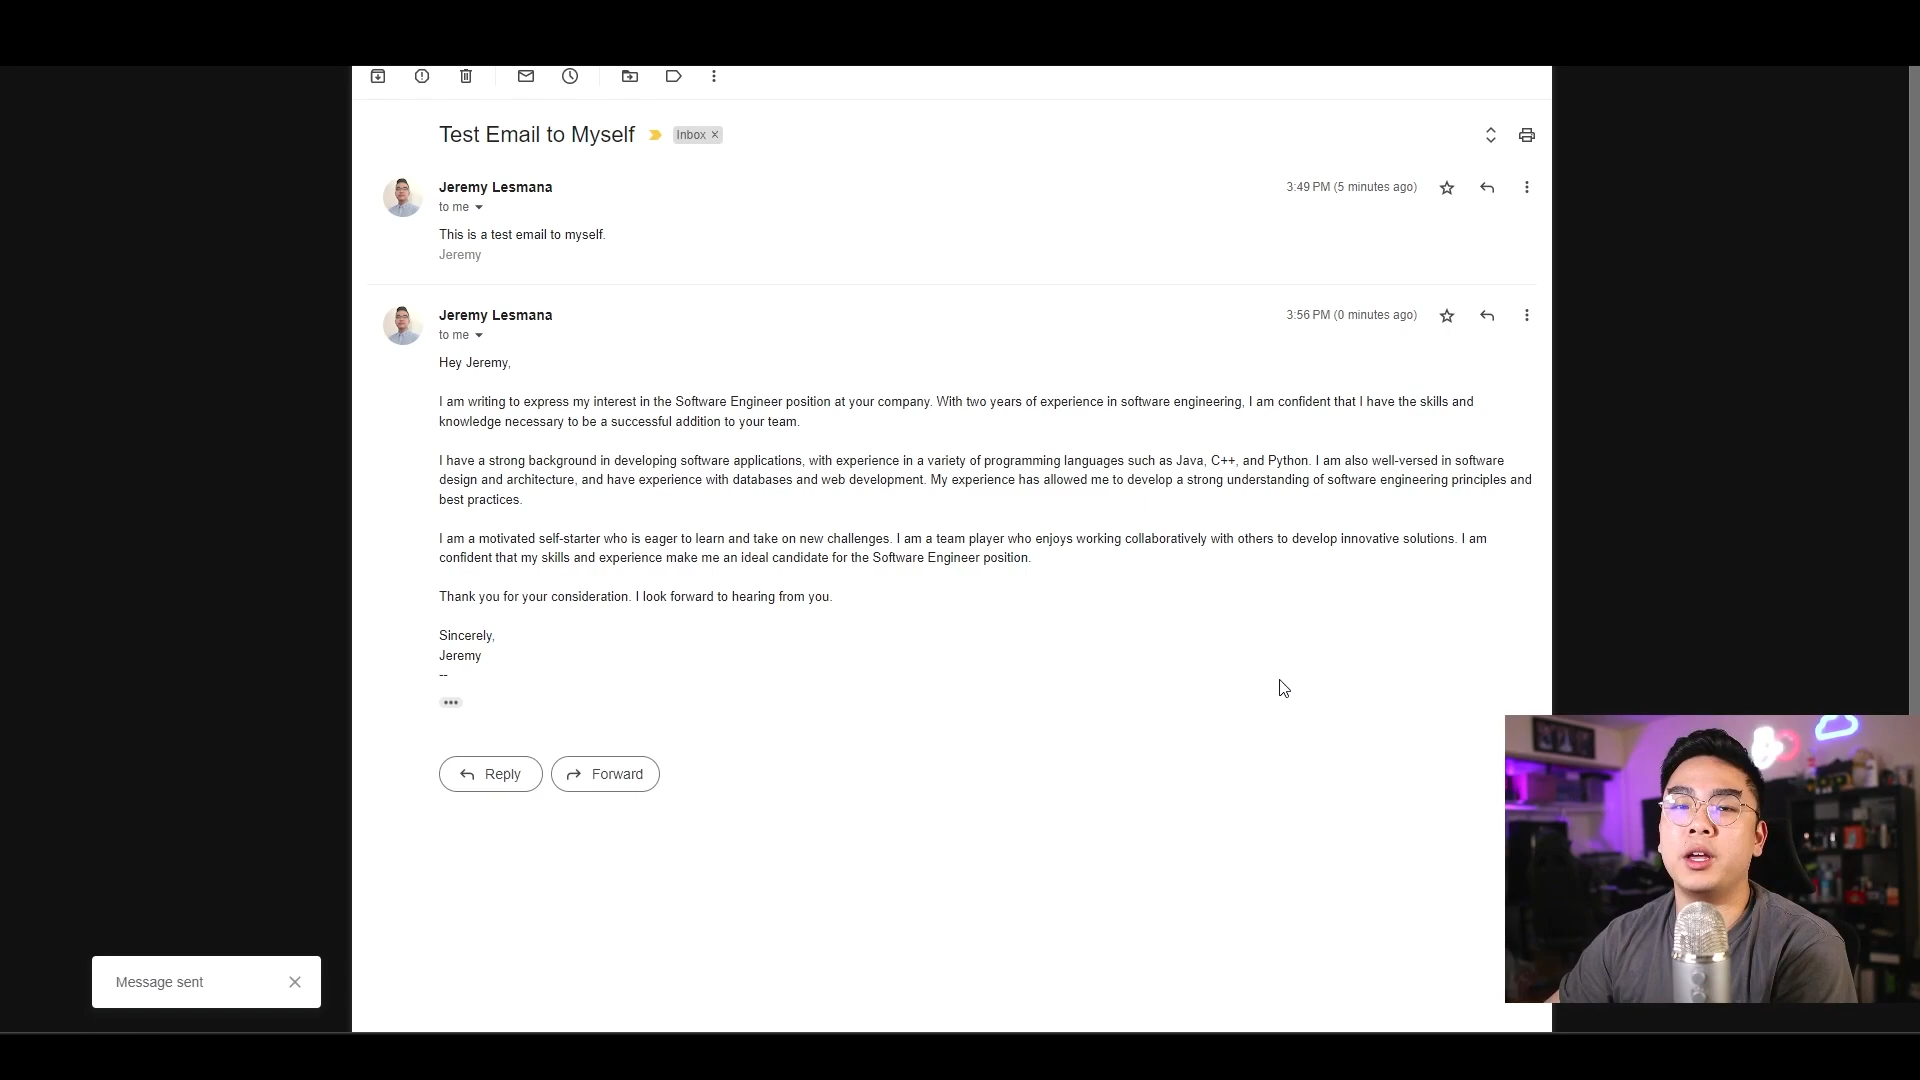 Test Email to Myself Inbox ×
Jeremy Lesmana 3:49 PM (5 minutes ago)
to me
This is a test email to myself.
Jeremy
Jeremy Lesmana 3:56 PM (0 minutes ago)
to me
Hey Jeremy,
I am writing to express my interest in the Software Engineer position at your company. With two years of experience in software engineering, I am confident that I have the skills and
knowledge necessary to be a successful addition to your team.
I have a strong background in developing software applications, with experience in a variety of programming languages such as Java, C++, and Python. I am also well-versed in software
design and architecture, and have experience with databases and web development. My experience has allowed me to develop a strong understanding of software engineering principles and
best practices.
I am a motivated self-starter who is eager to learn and take on new challenges. I am a team player who enjoys working collaboratively with others to develop innovative solutions. I am
confident that my skills and experience make me an ideal candidate for the Software Engineer position.
Thank you for your consideration. I look forward to hearing from you.
Sincerely,
Jeremy
--
Reply Forward
Message sent